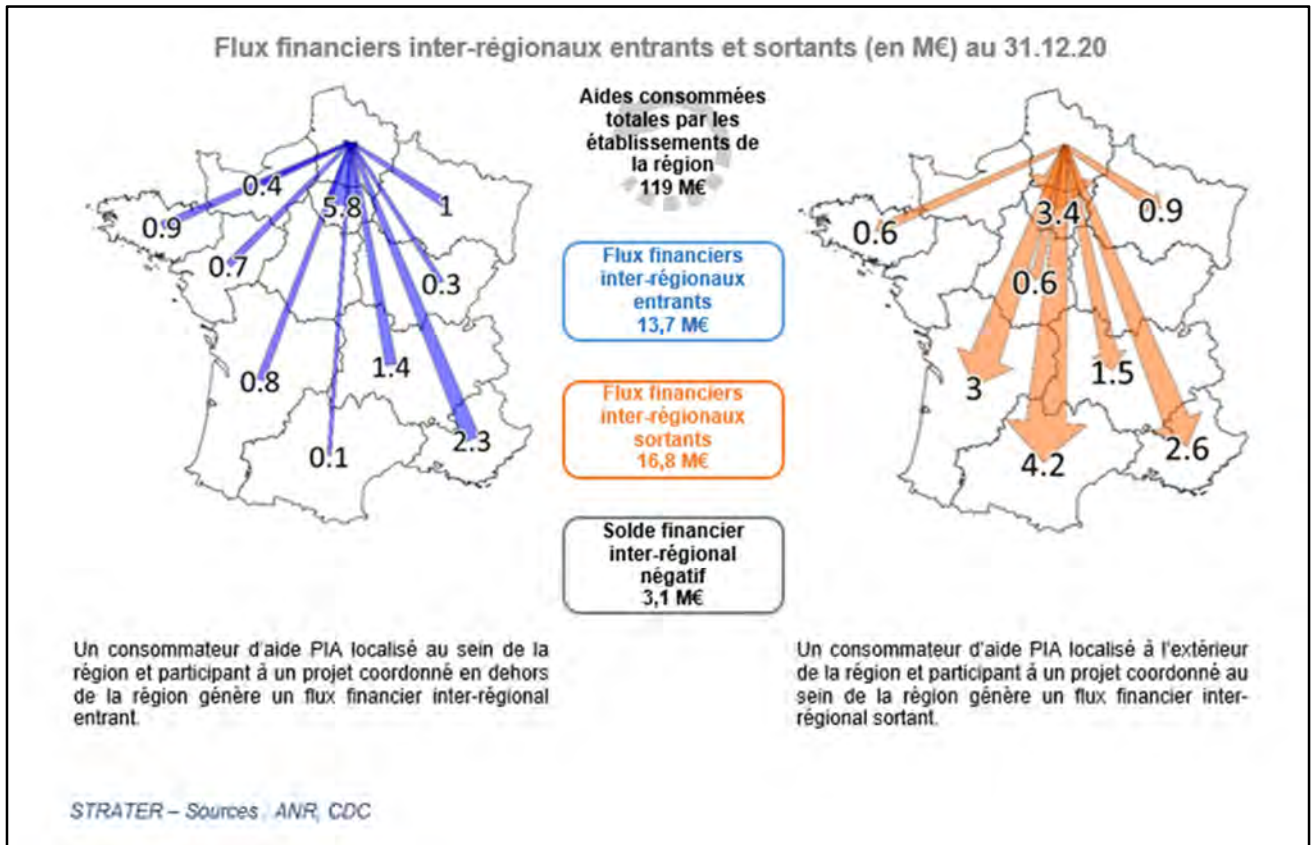 Flux financiers inter-régionaux entrants et sortants (en M€) au 31.12.20
0.4
0.9
5.8
1
0.7
0.3
0.8
1.4
0.1
2.3
Aides consommées
totales par les
établissements de
la région
119 M€
Flux financiers
inter-régionaux
entrants
13,7 M€
Flux financiers
inter-régionaux
sortants
16,8 M€
Solde financier
inter-régional
négatif
3,1 M€
0.6
3.4
0.9
0.6
3
1.5
4.2
2.6
Un consommateur d'aide PIA localisé au sein de la
région et participant à un projet coordonné en dehors
de la région génère un flux financier inter-régional
entrant.
Un consommateur d'aide PIA localisé à l'extérieur
de la région et participant à un projet coordonné au
sein de la région génère un flux financier inter-
régional sortant.
STRATER – Sources : ANR, CDC